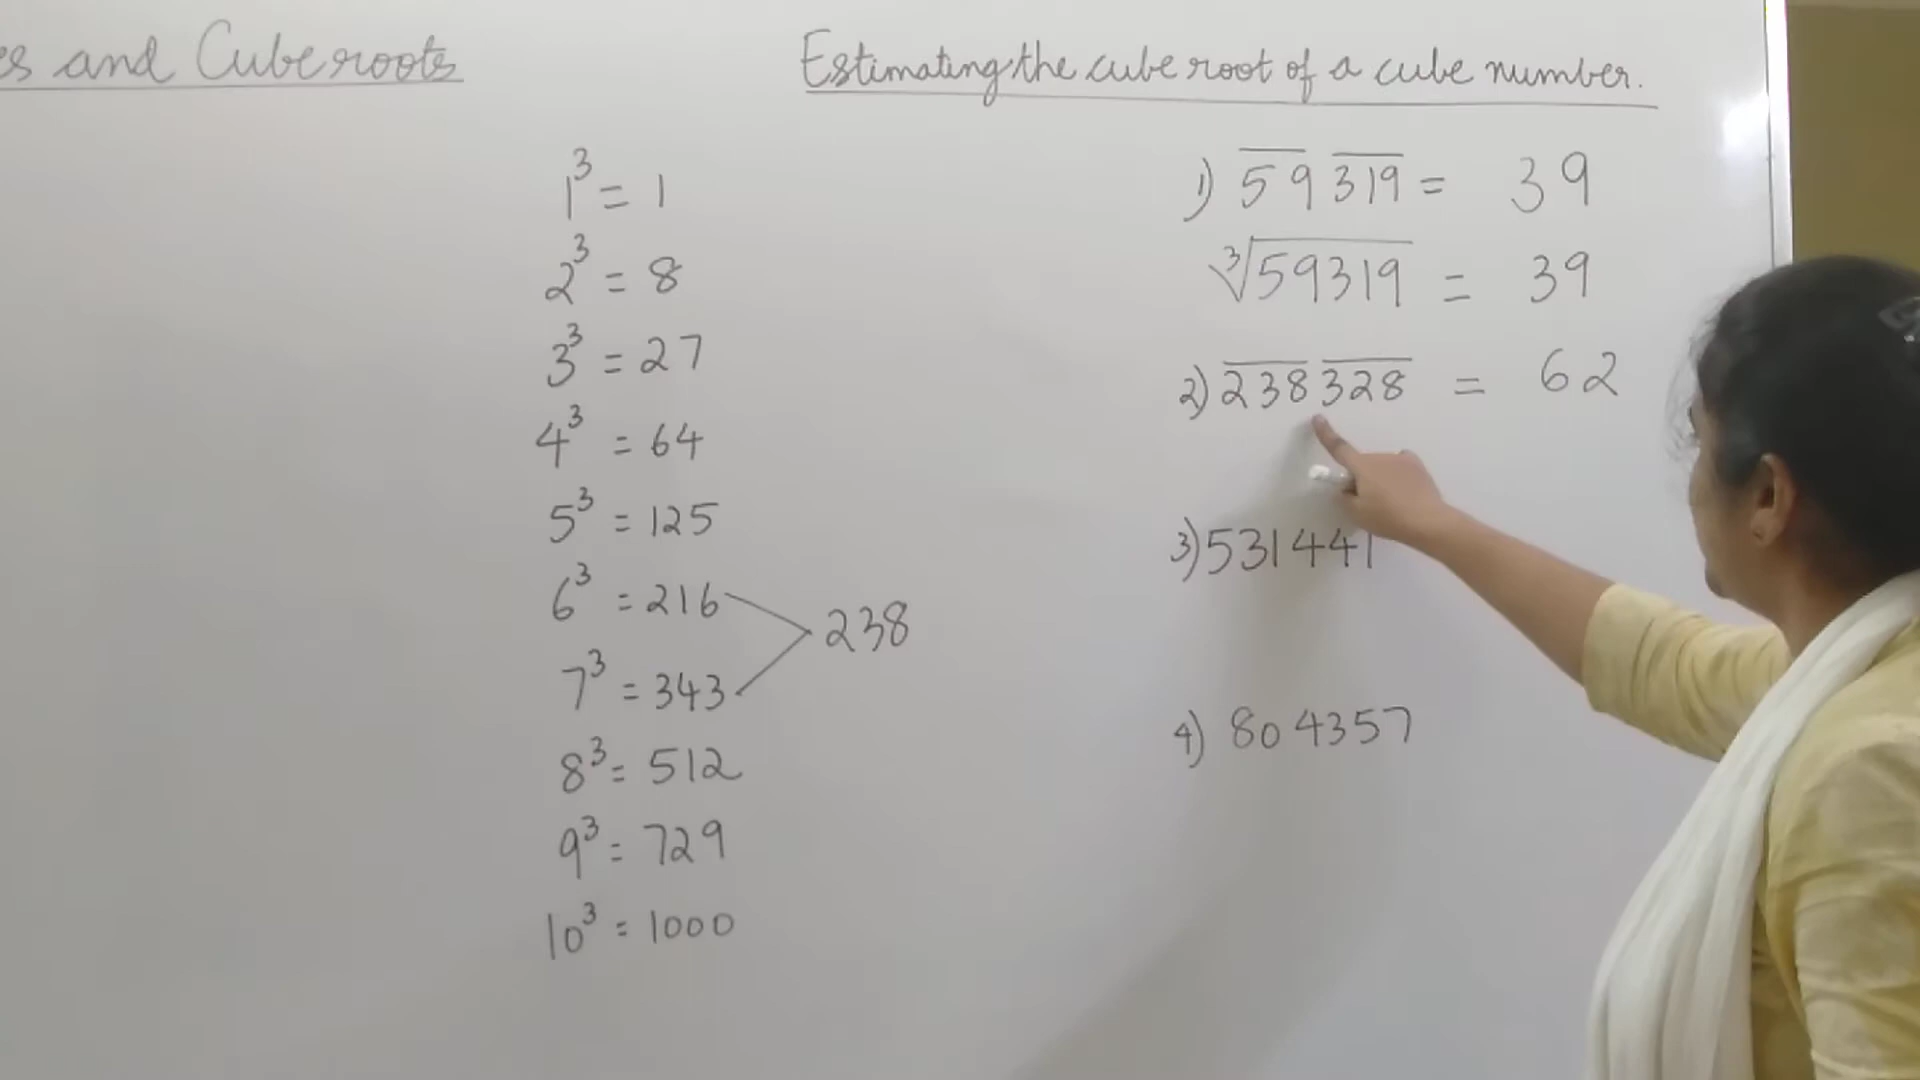 es and Cube roots
1³ = 1
2³ = 8
3³ = 27
4³ = 64
5³ = 125
6³ = 216
238
7³ = 343
8³ = 512
9³ = 729
10³ = 1000
Estimating the cube root of a cube number.
1) 59 319 = 39
∛59319 = 39
2) 238 328 = 62
3) 531441
4) 804357